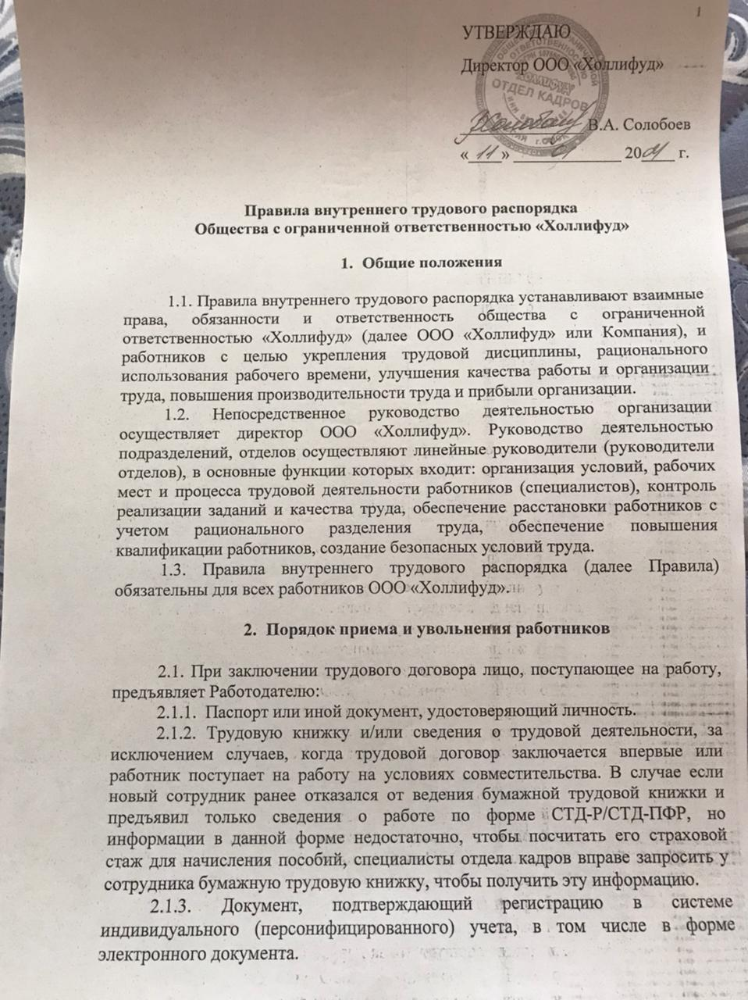 1
УТВЕРЖДАЮ
Директор ООО «Холлифуд»
ОТДЕЛ КАДРОВ
В.А. Солобоев
«11» 20 г.
Правила внутреннего трудового распорядка
Общества с ограниченной ответственностью «Холлифуд»
1. Общие положения
1.1. Правила внутреннего трудового распорядка устанавливают взаимные
права, обязанности и ответственность общества с ограниченной
ответственностью «Холлифуд» (далее ООО «Холлифуд» или Компания), и
работников с целью укрепления трудовой дисциплины, рационального
использования рабочего времени, улучшения качества работы и организации
труда, повышения производительности труда и прибыли организации.
1.2. Непосредственное руководство деятельностью организации
осуществляет директор ООО «Холлифуд». Руководство деятельностью
подразделений, отделов осуществляют линейные руководители (руководители
отделов), в основные функции которых входит: организация условий, рабочих
мест и процесса трудовой деятельности работников (специалистов), контроль
реализации заданий и качества труда, обеспечение расстановки работников с
учетом рационального разделения труда, обеспечение повышения
квалификации работников, создание безопасных условий труда.
1.3. Правила внутреннего трудового распорядка (далее Правила)
обязательны для всех работников ООО «Холлифуд».
2. Порядок приема и увольнения работников
2.1. При заключении трудового договора лицо, поступающее на работу,
предъявляет Работодателю:
2.1.1. Паспорт или иной документ, удостоверяющий личность.
2.1.2. Трудовую книжку и/или сведения о трудовой деятельности, за
исключением случаев, когда трудовой договор заключается впервые или
работник поступает на работу на условиях совместительства. В случае если
новый сотрудник ранее отказался от ведения бумажной трудовой книжки и
предъявил только сведения о работе по форме СТД-Р/СТД-ПФР, но
информации в данной форме недостаточно, чтобы посчитать его страховой
стаж для начисления пособий, специалисты отдела кадров вправе запросить у
сотрудника бумажную трудовую книжку, чтобы получить эту информацию.
2.1.3. Документ, подтверждающий регистрацию в системе
индивидуального (персонифицированного) учета, в том числе в форме
электронного документа.